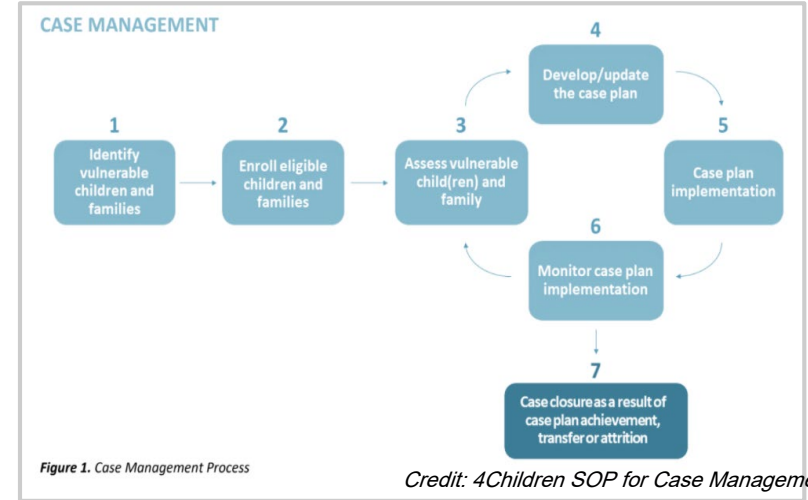 CASE MANAGEMENT
1
Identify
vulnerable
children and
families
2
Enroll eligible
children and
families
3
Assess vulnerable
child(ren) and
family
4
Develop/update
the case plan
5
Case plan
implementation
6
Monitor case plan
implementation
7
Case closure as a result of
case plan achievement,
transfer or attrition
Figure 1. Case Management Process
Credit: 4Children SOP for Case Managem